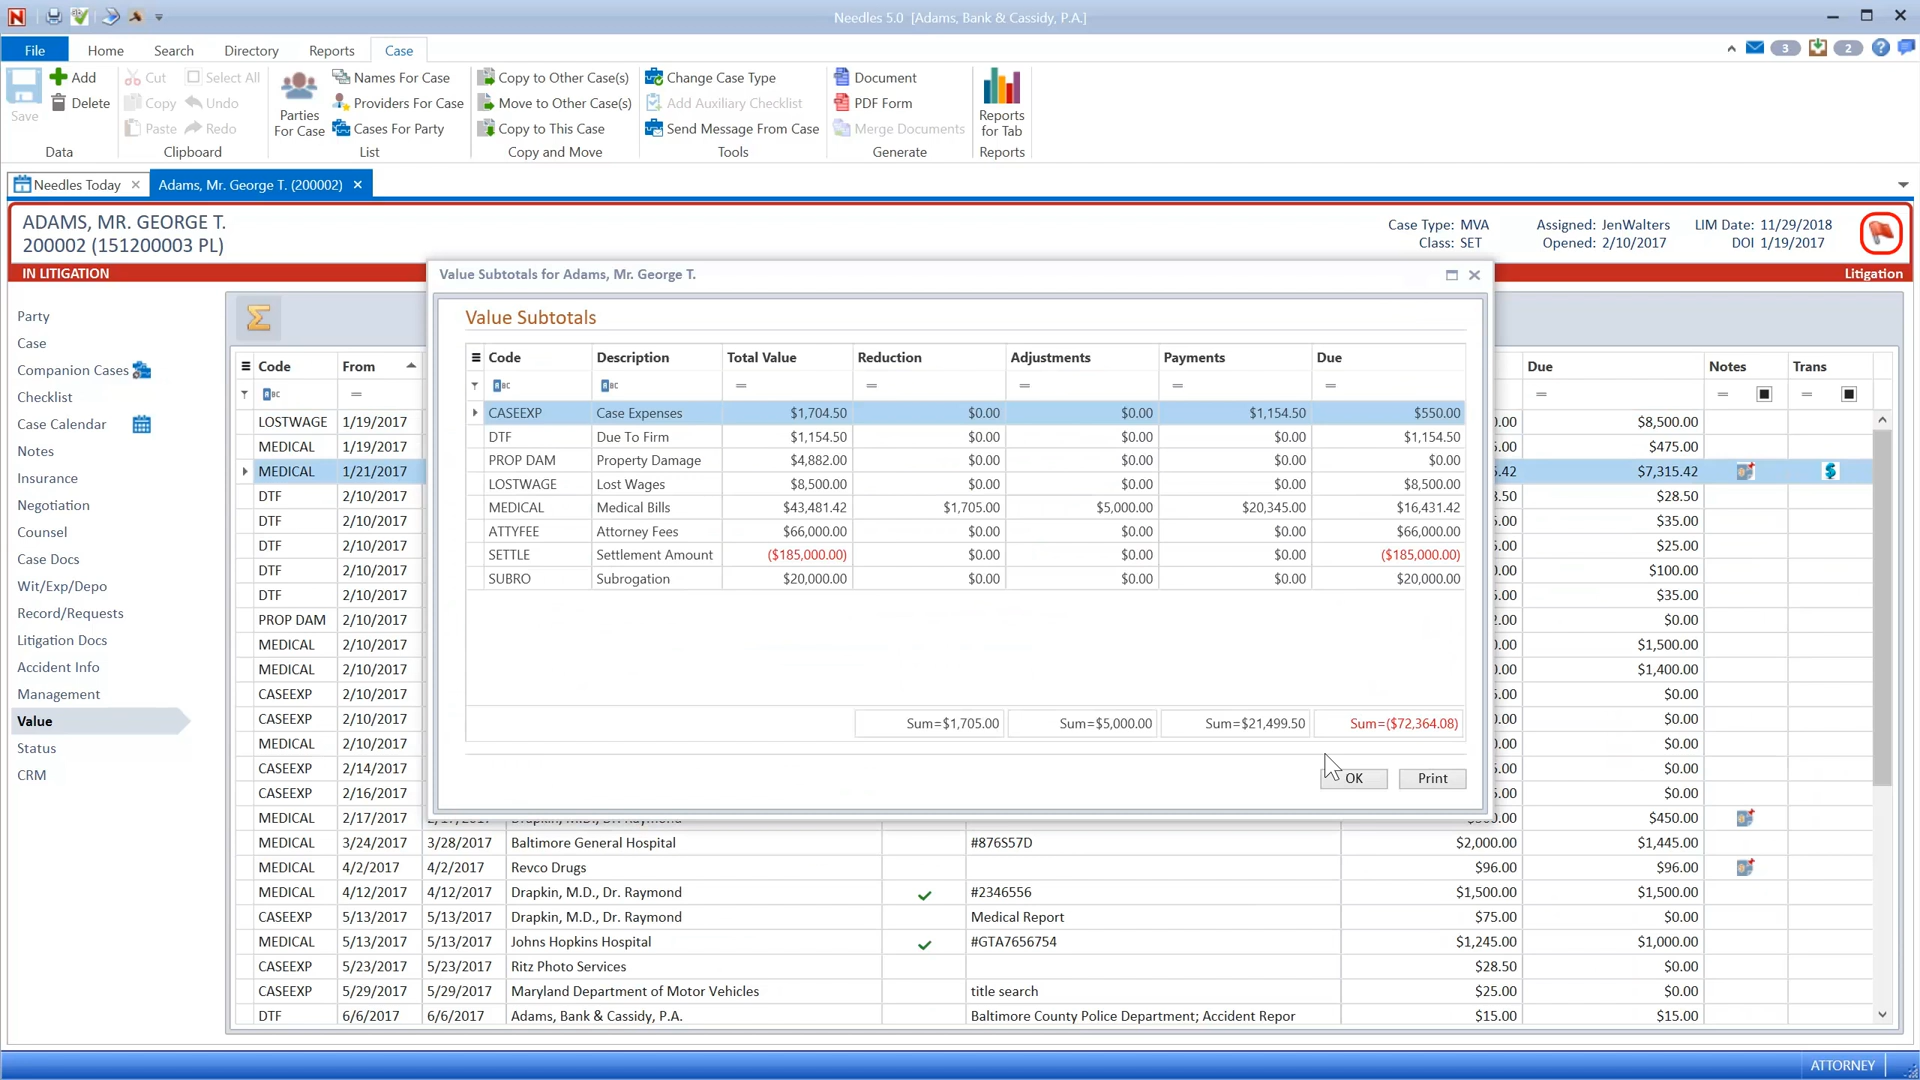 Needles 5.0 [Adams, Bank & Cassidy, P.A.]
File Home Search Directory Reports Case 3 2
Save Add Delete Data
Cut Select All Copy Undo Paste Redo Clipboard
Parties For Case Names For Case Providers For Case Cases For Party List
Copy to Other Case(s) Move to Other Case(s) Copy to This Case Copy and Move
Change Case Type Add Auxiliary Checklist Send Message From Case Tools
Document PDF Form Merge Documents Generate
Reports for Tab Reports
Needles Today Adams, Mr. George T. (200002)
ADAMS, MR. GEORGE T. Case Type: MVA Assigned: JenWalters LIM Date: 11/29/2018
200002 (151200003 PL) Class: SET Opened: 2/10/2017 DOI 1/19/2017
IN LITIGATION Litigation
Party
Case
Companion Cases
Checklist
Case Calendar
Notes
Insurance
Negotiation
Counsel
Case Docs
Wit/Exp/Depo
Record/Requests
Litigation Docs
Accident Info
Management
Value
Status
CRM
Value Subtotals for Adams, Mr. George T.
Value Subtotals
Code Description Total Value Reduction Adjustments Payments Due
CASEEXP Case Expenses $1,704.50 $0.00 $0.00 $1,154.50 $550.00
DTF Due To Firm $1,154.50 $0.00 $0.00 $0.00 $1,154.50
PROP DAM Property Damage $4,882.00 $0.00 $0.00 $0.00 $0.00
LOSTWAGE Lost Wages $8,500.00 $0.00 $0.00 $0.00 $8,500.00
MEDICAL Medical Bills $43,481.42 $1,705.00 $5,000.00 $20,345.00 $16,431.42
ATTYFEE Attorney Fees $66,000.00 $0.00 $0.00 $0.00 $66,000.00
SETTLE Settlement Amount ($185,000.00) $0.00 $0.00 $0.00 ($185,000.00)
SUBRO Subrogation $20,000.00 $0.00 $0.00 $0.00 $20,000.00
Sum=$1,705.00 Sum=$5,000.00 Sum=$21,499.50 Sum=($72,364.08)
OK Print
Code From Due Notes Trans
LOSTWAGE 1/19/2017 $8,500.00
MEDICAL 1/19/2017 $475.00
MEDICAL 1/21/2017 $7,315.42
DTF 2/10/2017 $28.50
DTF 2/10/2017 $35.00
DTF 2/10/2017 $25.00
DTF 2/10/2017 $100.00
DTF 2/10/2017 $35.00
PROP DAM 2/10/2017 $0.00
MEDICAL 2/10/2017 $1,500.00
MEDICAL 2/10/2017 $1,400.00
CASEEXP 2/10/2017 $0.00
CASEEXP 2/10/2017 $0.00
MEDICAL 2/10/2017 $0.00
CASEEXP 2/14/2017 $0.00
CASEEXP 2/16/2017 $0.00
MEDICAL 2/17/2017 $450.00
MEDICAL 3/24/2017 3/28/2017 Baltimore General Hospital #876S57D $2,000.00 $1,445.00
MEDICAL 4/2/2017 4/2/2017 Revco Drugs $96.00 $96.00
MEDICAL 4/12/2017 4/12/2017 Drapkin, M.D., Dr. Raymond #2346556 $1,500.00 $1,500.00
CASEEXP 5/13/2017 5/13/2017 Drapkin, M.D., Dr. Raymond Medical Report $75.00 $0.00
MEDICAL 5/13/2017 5/13/2017 Johns Hopkins Hospital #GTA7656754 $1,245.00 $1,000.00
CASEEXP 5/23/2017 5/23/2017 Ritz Photo Services $28.50 $0.00
CASEEXP 5/29/2017 5/29/2017 Maryland Department of Motor Vehicles title search $25.00 $0.00
DTF 6/6/2017 6/6/2017 Adams, Bank & Cassidy, P.A. Baltimore County Police Department; Accident Repor $15.00 $15.00
ATTORNEY